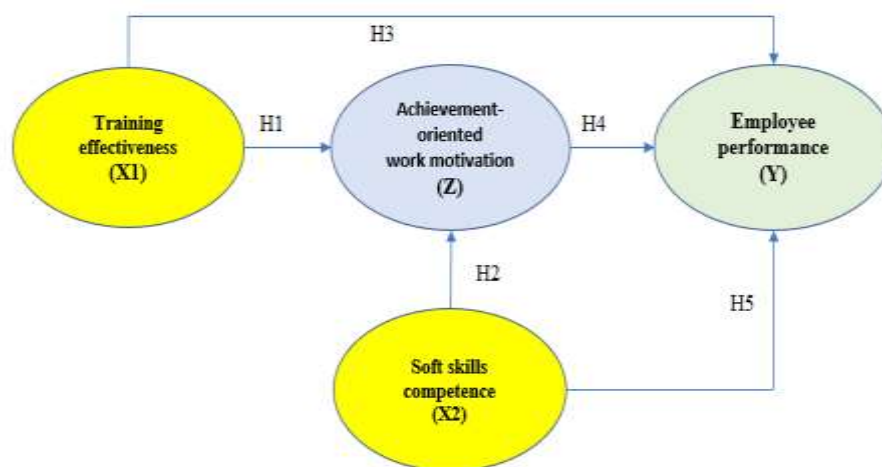 H3
Training
effectiveness
(X1)
H1
Achievement-
oriented
work motivation
(Z)
H4
Employee
performance
(Y)
H2
H5
Soft skills
competence
(X2)